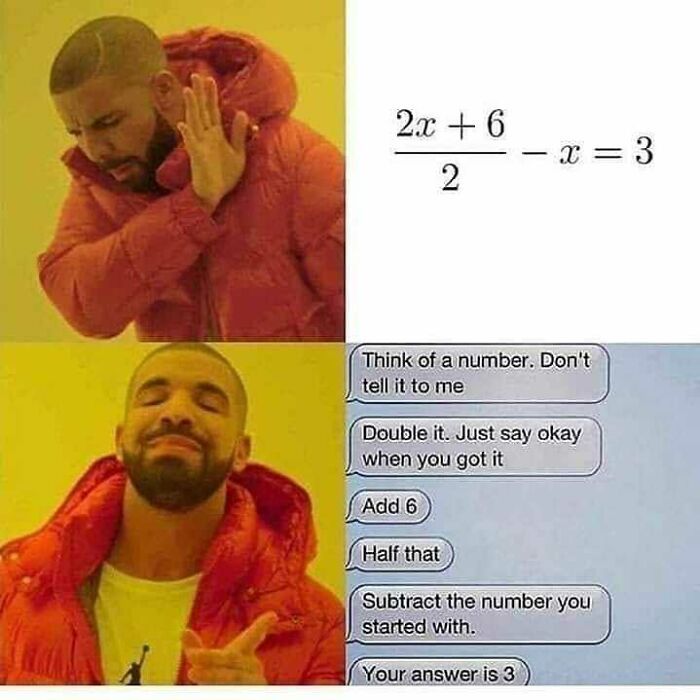 2x + 6
2
− x = 3
Think of a number. Don't
tell it to me
Double it. Just say okay
when you got it
Add 6
Half that
Subtract the number you
started with.
Your answer is 3